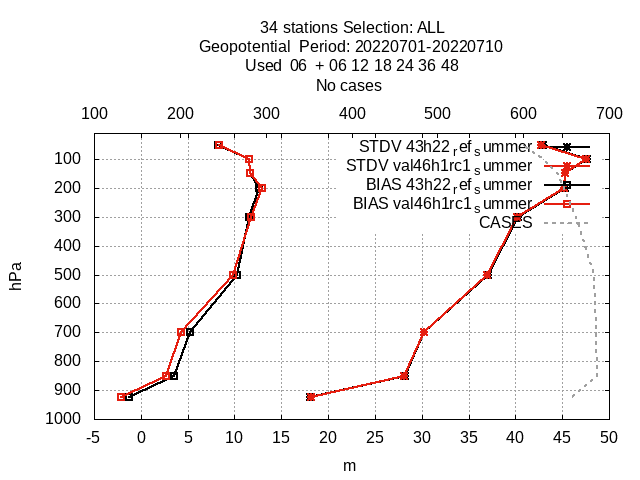 34 stations Selection: ALL
Geopotential Period: 20220701-20220710
Used 06 + 06 12 18 24 36 48
No cases
100 200 300 400 500 600 700
STDV 43h22_ref_summer
STDV val46h1rc1_summer
BIAS 43h22_ref_summer
BIAS val46h1rc1_summer
CASES
100
200
300
400
500
600
700
800
900
1000
hPa
-5 0 5 10 15 20 25 30 35 40 45 50
m